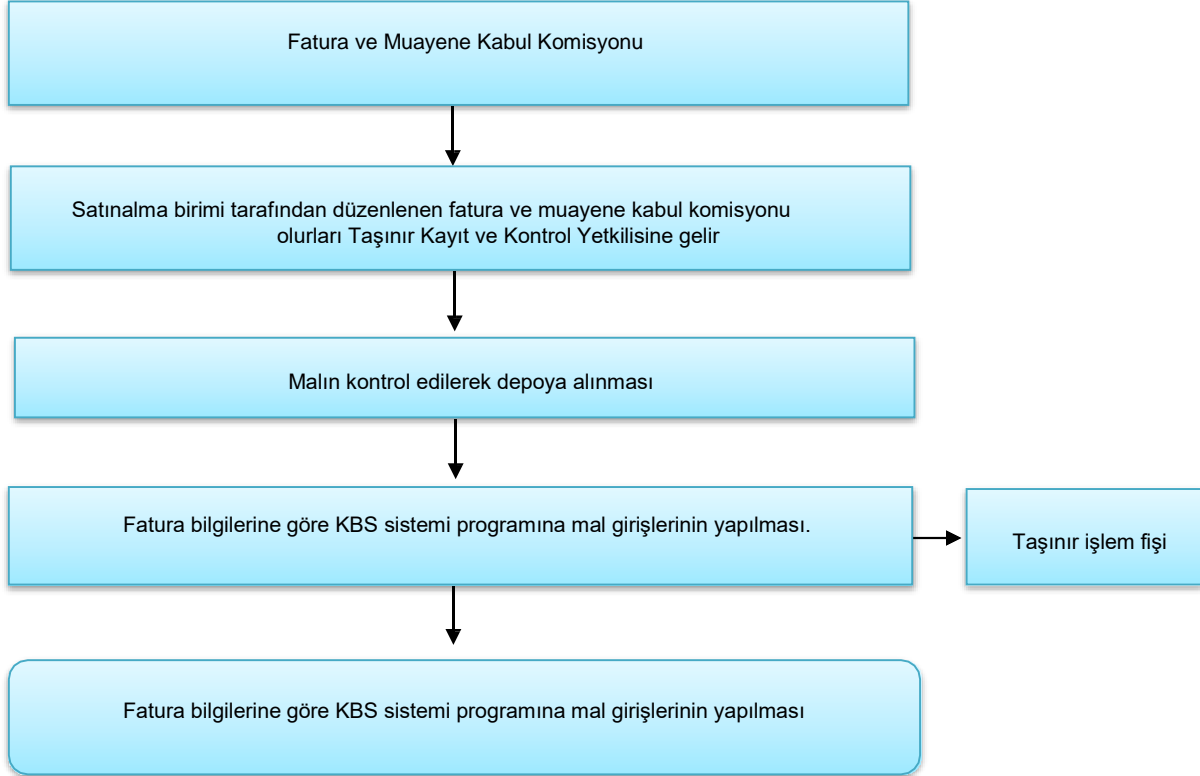 Fatura ve Muayene Kabul Komisyonu
Satınalma birimi tarafından düzenlenen fatura ve muayene kabul komisyonu
olurları Taşınır Kayıt ve Kontrol Yetkilisine gelir
Malın kontrol edilerek depoya alınması
Fatura bilgilerine göre KBS sistemi programına mal girişlerinin yapılması.
Taşınır işlem fişi
Fatura bilgilerine göre KBS sistemi programına mal girişlerinin yapılması